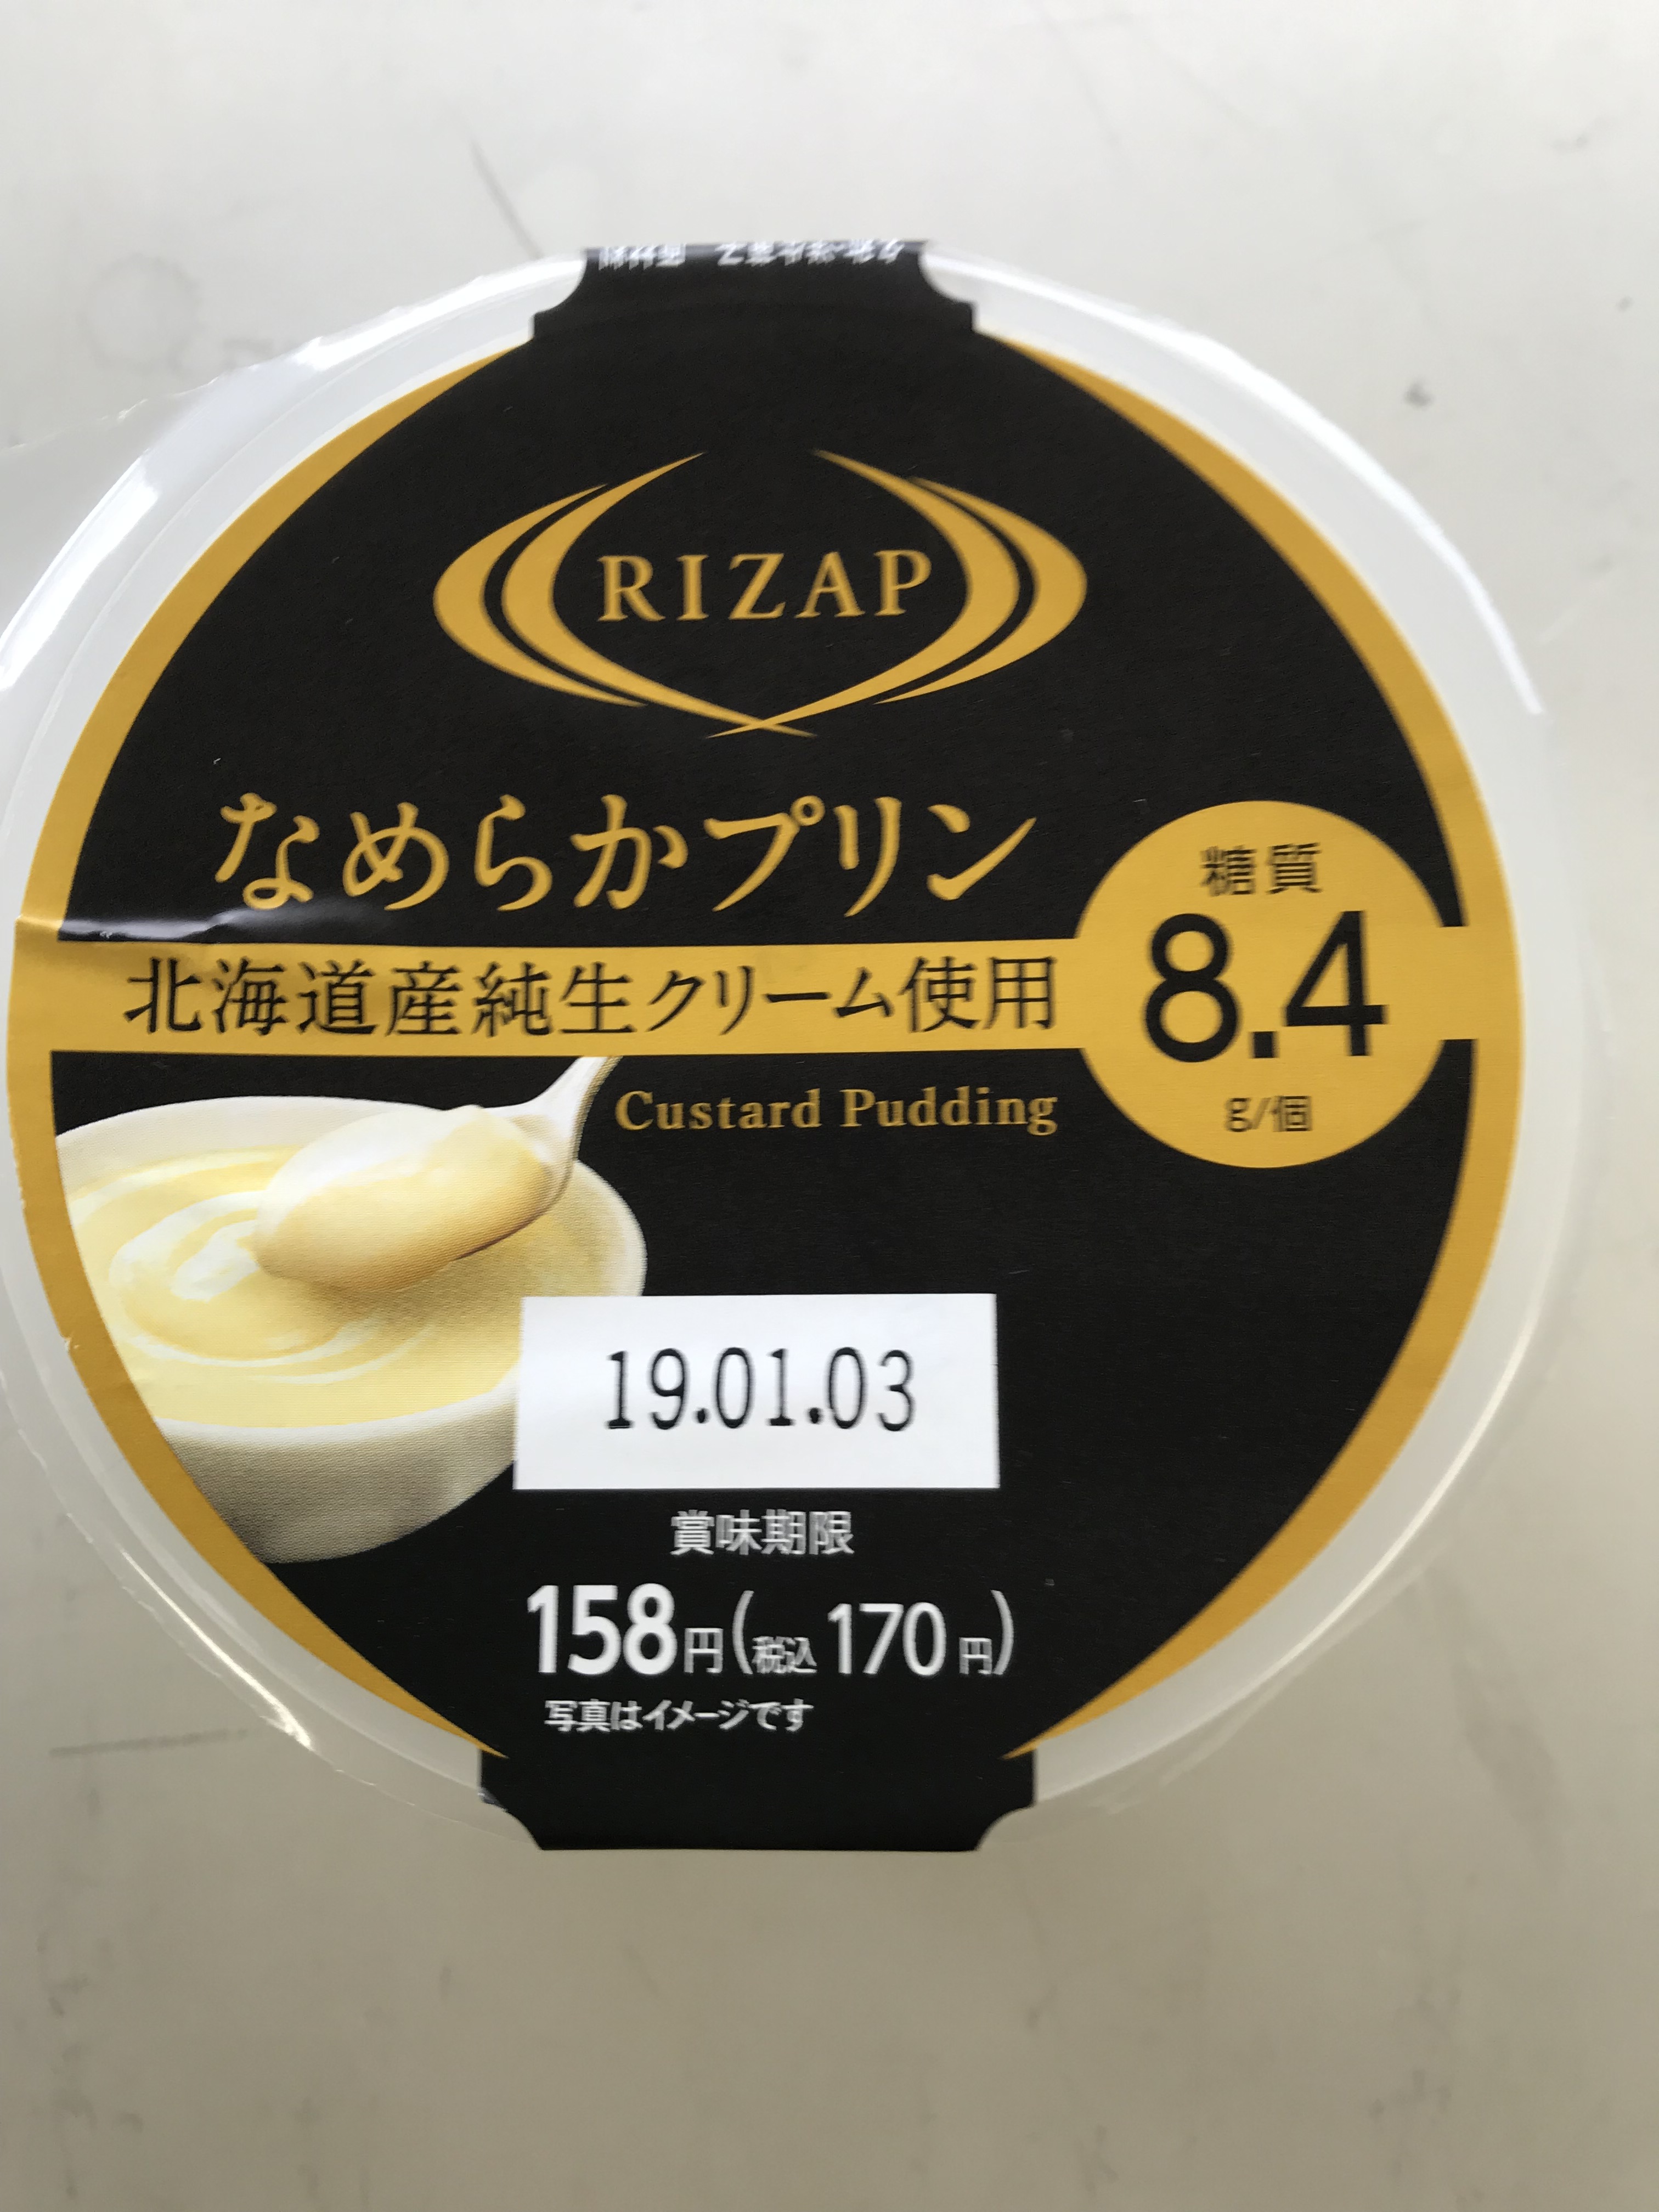 RIZAP
なめらかプリン
糖質
8.4
g/個
北海道産純生クリーム使用
Custard Pudding
19.01.03
賞味期限
158円(税込170円)
写真はイメージです